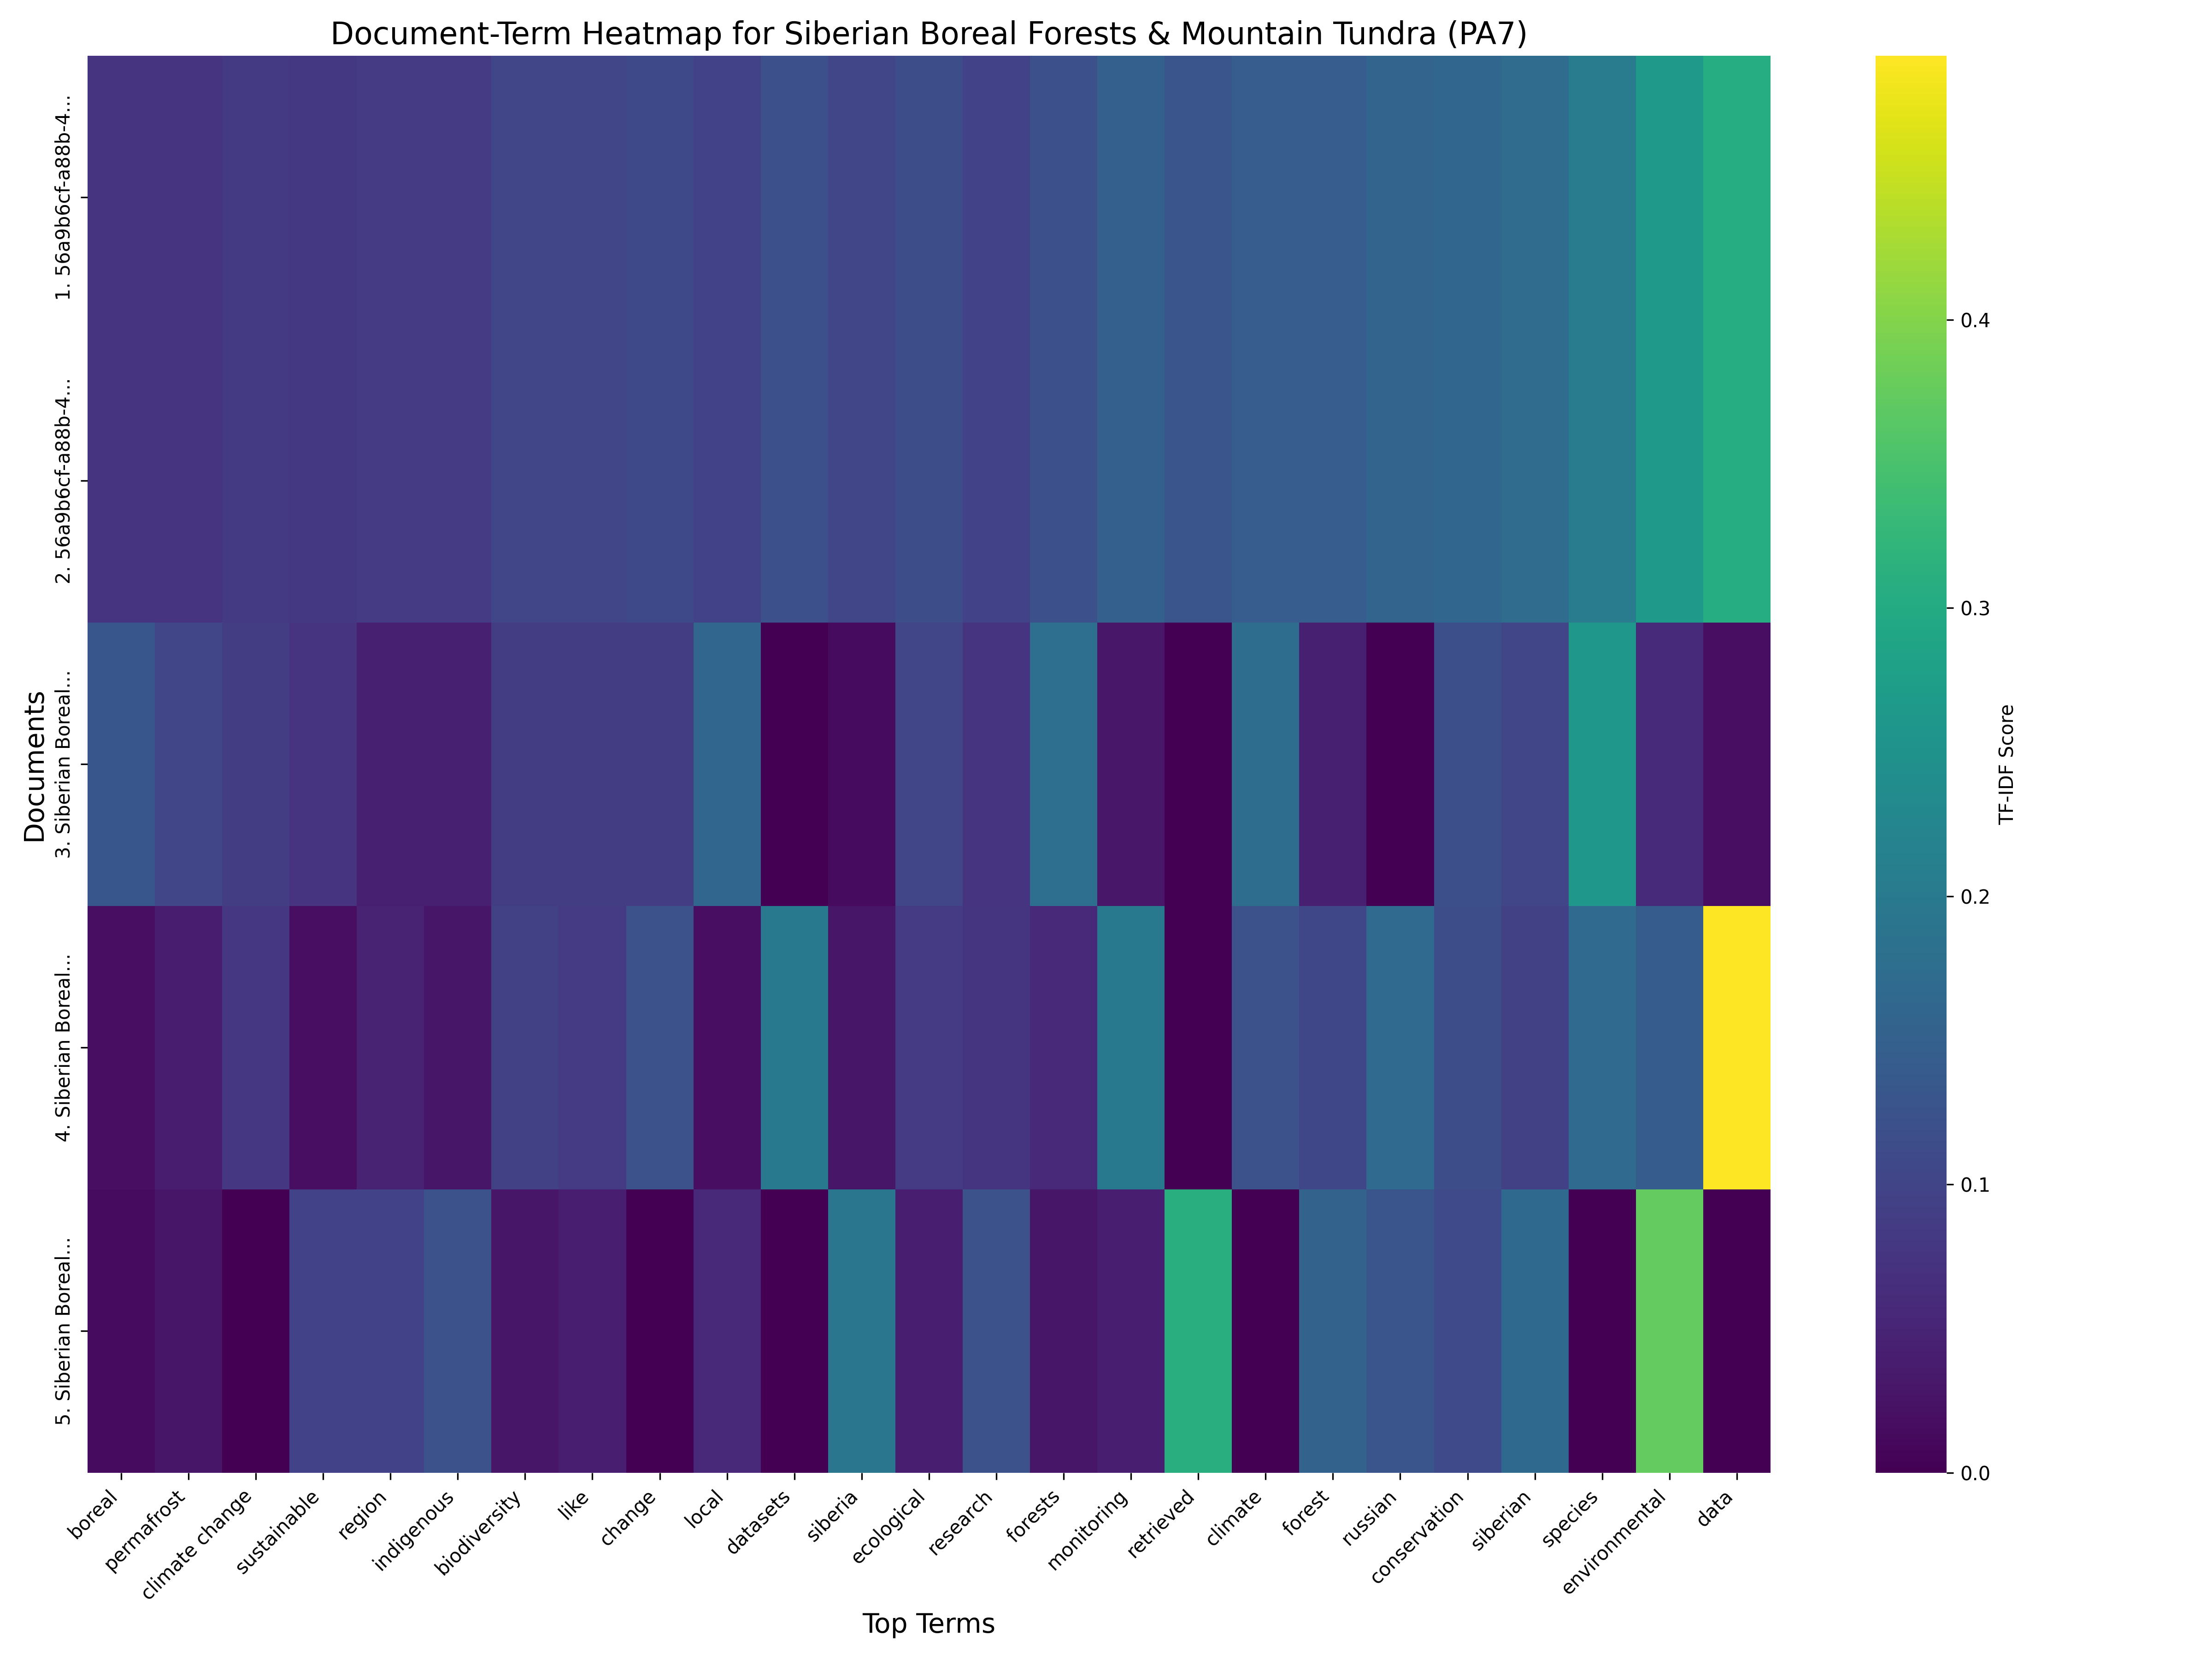 Document-Term Heatmap for Siberian Boreal Forests & Mountain Tundra (PA7)
Documents
1. 56a9b6cf-a88b-4...
2. 56a9b6cf-a88b-4...
3. Siberian Boreal...
4. Siberian Boreal...
5. Siberian Boreal...
boreal
permafrost
climate change
sustainable
region
indigenous
biodiversity
like
change
local
datasets
siberia
ecological
research
forests
monitoring
retrieved
climate
forest
russian
conservation
siberian
species
environmental
data
Top Terms
0.4
0.3
0.2
0.1
0.0
TF-IDF Score